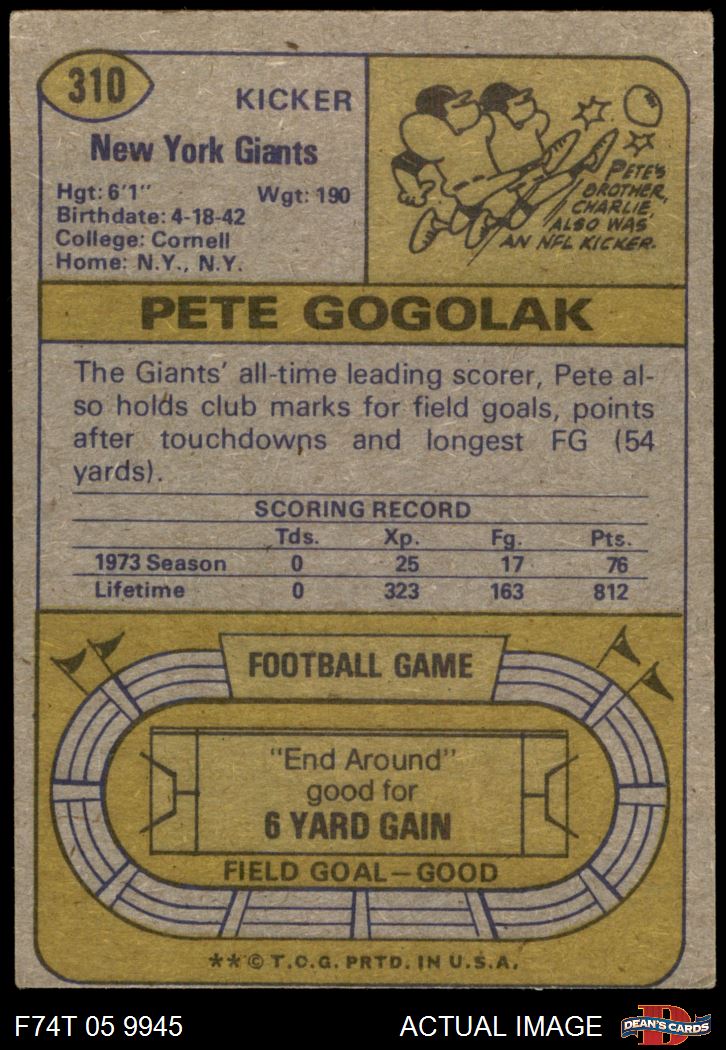 310
KICKER
New York Giants
Hgt: 6'1" Wgt: 190
Birthdate: 4-18-42
College: Cornell
Home: N.Y., N.Y.
PETE'S
BROTHER,
CHARLIE,
ALSO WAS
AN NFL KICKER.
PETE GOGOLAK
The Giants' all-time leading scorer, Pete al-
so holds club marks for field goals, points
after touchdowns and longest FG (54
yards).
SCORING RECORD
Tds. Xp. Fg. Pts.
1973 Season 0 25 17 76
Lifetime 0 323 163 812
FOOTBALL GAME
"End Around"
good for
6 YARD GAIN
FIELD GOAL—GOOD
**© T.C.G. PRTD. IN U.S.A.
F74T 05 9945 ACTUAL IMAGE
D
DEAN'S CARDS